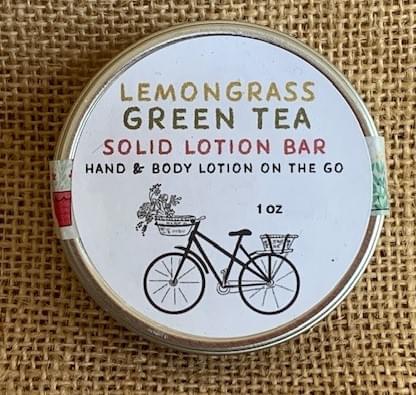 LEMONGRASS
GREEN TEA
SOLID LOTION BAR
HAND & BODY LOTION ON THE GO
1 oz